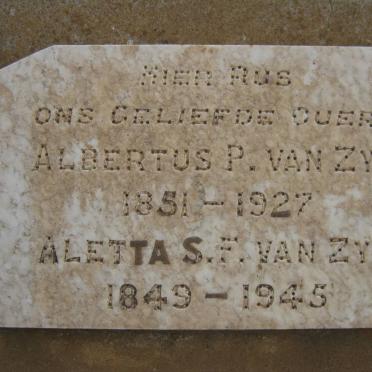 HIER RUS
ONS GELIEFDE OUER
ALBERTUS P. VAN ZY
1851 - 1927
ALETTA S. F. VAN ZY
1849 - 1945